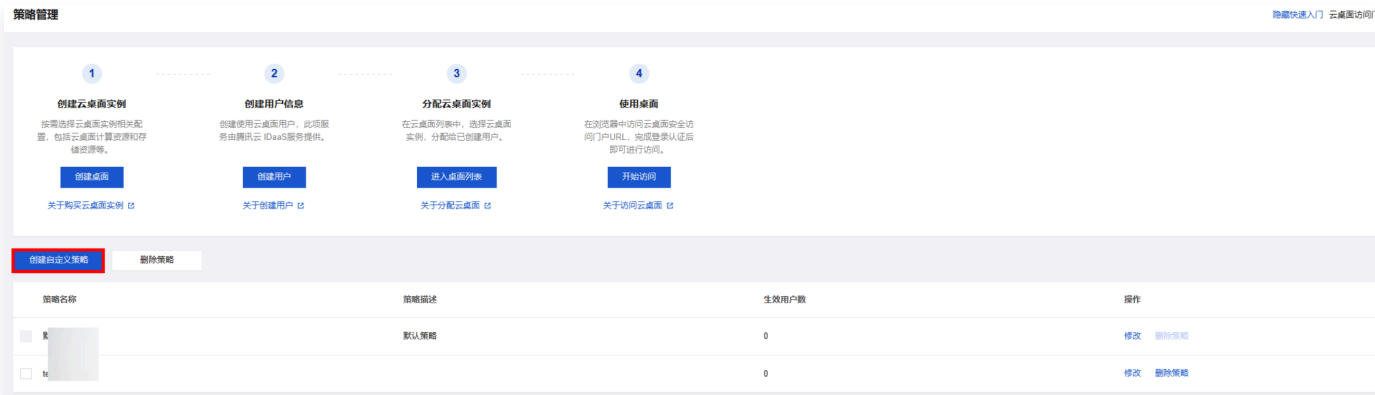 策略管理
隐藏快速入门 云桌面访问门
1
2
3
4
创建云桌面实例
按需选择云桌面实例相关配
置，包括云桌面计算资源和存
储资源等。
创建桌面
关于购买云桌面实例
创建用户信息
创建使用云桌面用户，此项服
务由腾讯云 IDaaS服务提供。
创建用户
关于创建用户
分配云桌面实例
在云桌面列表中，选择云桌面
实例，分配给已创建用户。
进入桌面列表
关于分配云桌面
使用桌面
在浏览器中访问云桌面安全访
问门户URL，完成登录认证后
即可进行访问。
开始访问
关于访问云桌面
创建自定义策略 删除策略
策略名称 策略描述 生效用户数 操作
默认策略 0 修改 删除策略
te 0 修改 删除策略